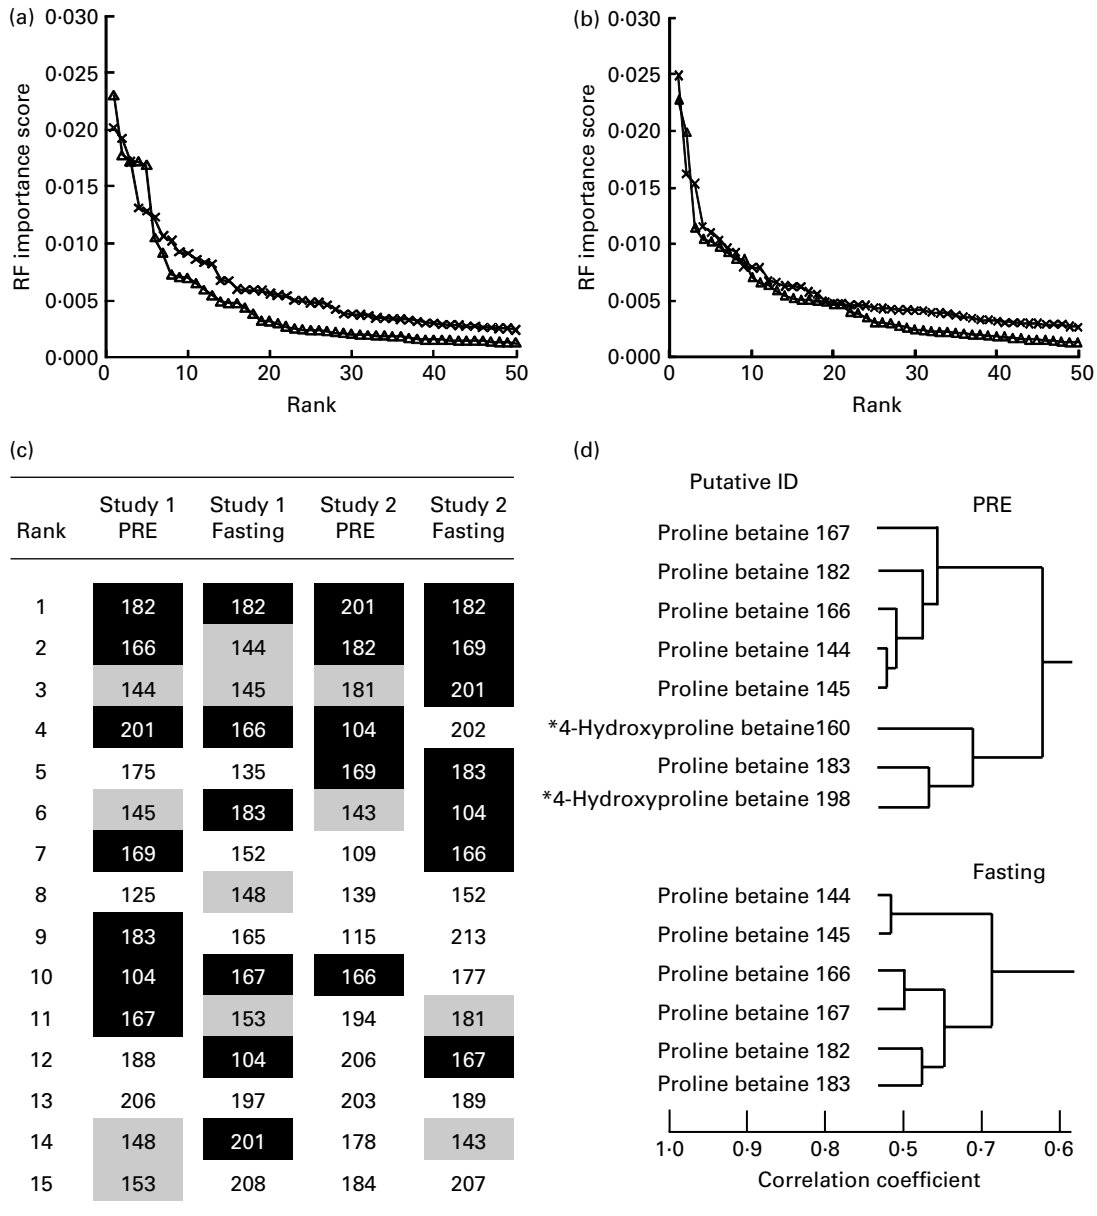 (a)
0·030
0·025
0·020
0·015
0·010
0·005
0·000
RF importance score
0 10 20 30 40 50
Rank
(b)
0·030
0·025
0·020
0·015
0·010
0·005
0·000
RF importance score
0 10 20 30 40 50
Rank
(c)
Rank Study 1 PRE Study 1 Fasting Study 2 PRE Study 2 Fasting
1 182 182 201 182
2 166 144 182 169
3 144 145 181 201
4 201 166 104 202
5 175 135 169 183
6 145 183 143 104
7 169 152 109 166
8 125 148 139 152
9 183 165 115 213
10 104 167 166 177
11 167 153 194 181
12 188 104 206 167
13 206 197 203 189
14 148 201 178 143
15 153 208 184 207
(d)
Putative ID
PRE
Proline betaine 167
Proline betaine 182
Proline betaine 166
Proline betaine 144
Proline betaine 145
*4-Hydroxyproline betaine160
Proline betaine 183
*4-Hydroxyproline betaine 198
Fasting
Proline betaine 144
Proline betaine 145
Proline betaine 166
Proline betaine 167
Proline betaine 182
Proline betaine 183
1·0 0·9 0·8 0·5 0·7 0·6
Correlation coefficient